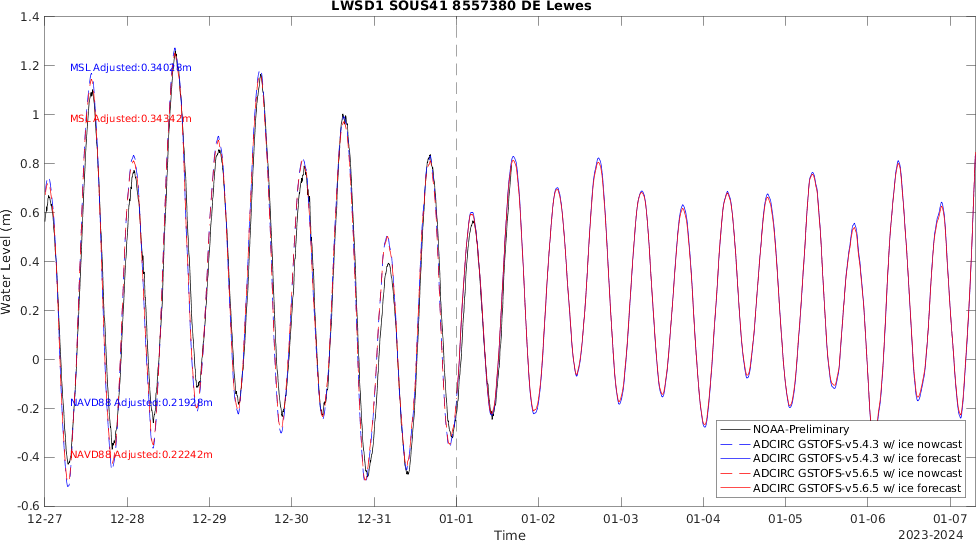 LWSD1 SOUS41 8557380 DE Lewes
1.4
1.2
1
0.8
0.6
0.4
0.2
0
-0.2
-0.4
-0.6
Water Level (m)
MSL Adjusted:0.34028m
MSL Adjusted:0.34342m
NAVD88 Adjusted:0.21928m
NAVD88 Adjusted:0.22242m
NOAA-Preliminary
ADCIRC GSTOFS-v5.4.3 w/ ice nowcast
ADCIRC GSTOFS-v5.4.3 w/ ice forecast
ADCIRC GSTOFS-v5.6.5 w/ ice nowcast
ADCIRC GSTOFS-v5.6.5 w/ ice forecast
12-27 12-28 12-29 12-30 12-31 01-01 01-02 01-03 01-04 01-05 01-06 01-07
Time
2023-2024